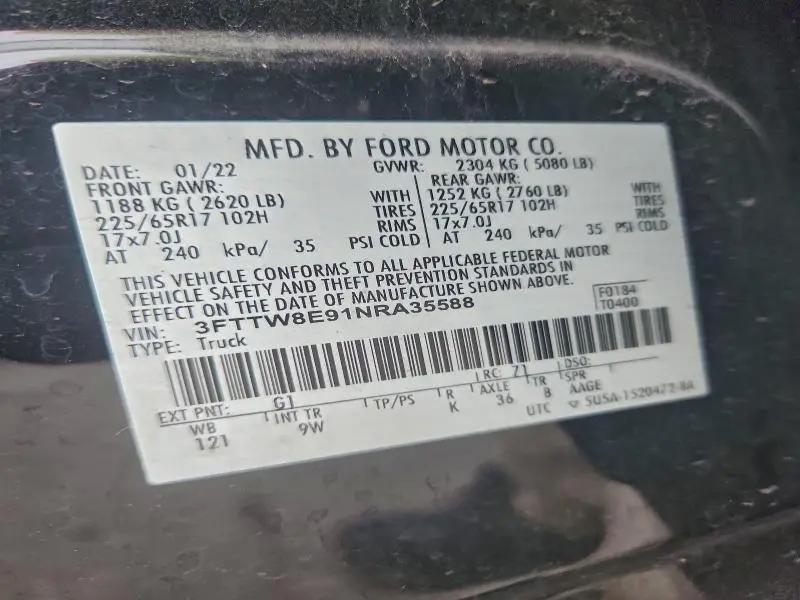 MFD. BY FORD MOTOR CO.
DATE: 01/22 GVWR: 2304 KG ( 5080 LB)
FRONT GAWR: REAR GAWR:
1188 KG ( 2620 LB) WITH 1252 KG ( 2760 LB) WITH
225/65R17 102H TIRES 225/65R17 102H TIRES
17x7.0J RIMS 17x7.0J RIMS
AT 240 kPa/ 35 PSI COLD AT 240 kPa/ 35 PSI COLD
THIS VEHICLE CONFORMS TO ALL APPLICABLE FEDERAL MOTOR
VEHICLE SAFETY AND THEFT PREVENTION STANDARDS IN
EFFECT ON THE DATE OF MANUFACTURE SHOWN ABOVE.
VIN: 3FTTW8E91NRA35588 F0184
TYPE: Truck T0400
EXT PNT: G1 RC: 71 DSO:
WB INT TR TP/PS R AXLE TR SPR AAGE
121 9W K 36 8 UTC ▽ 5U5A-1520472-BA